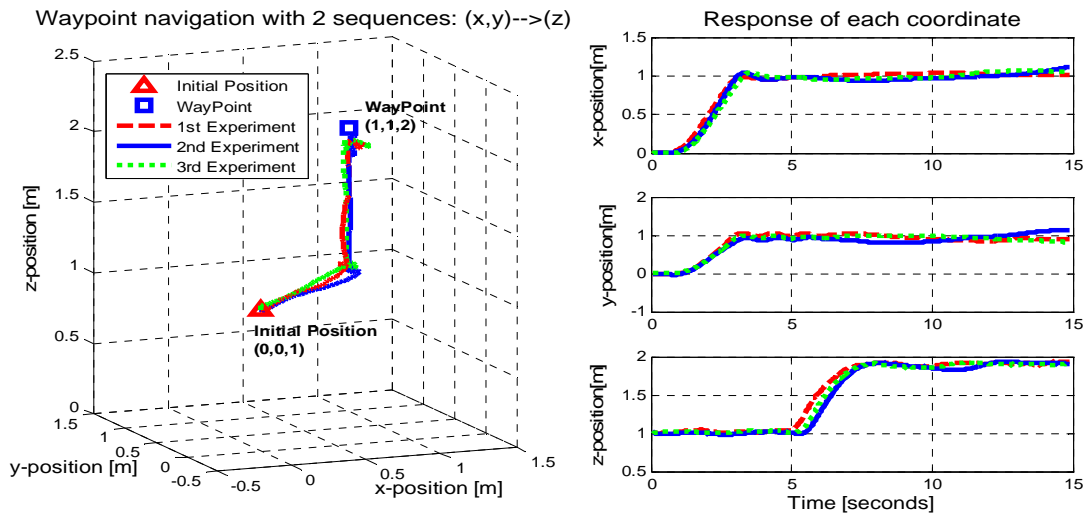 Waypoint navigation with 2 sequences: (x,y)-->(z)
2.5
2
1.5
1
0.5
0
z-position [m]
Initial Position
WayPoint
1st Experiment
2nd Experiment
3rd Experiment
WayPoint
(1,1,2)
Initial Position
(0,0,1)
1.5
1
0.5
0
-0.5
y-position [m]
-0.5
0
0.5
1
1.5
x-position [m]
Response of each coordinate
1.5
1
0.5
0
x-position[m]
0 5 10 15
2
1
0
-1
y-position[m]
0 5 10 15
2
1.5
1
0.5
z-position[m]
0 5 10 15
Time [seconds]